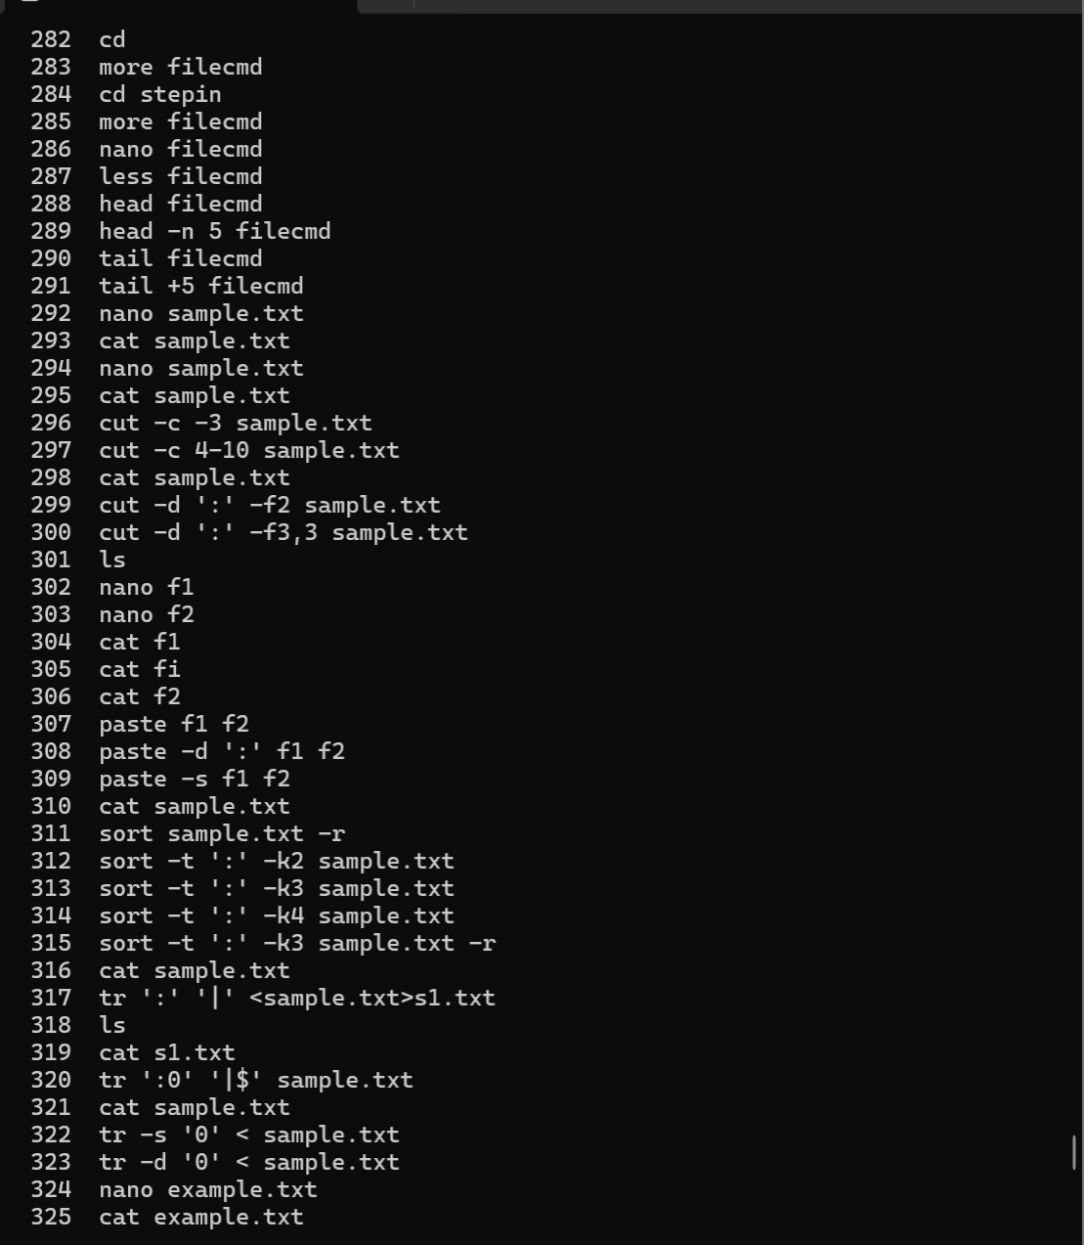 282 cd
283 more filecmd
284 cd stepin
285 more filecmd
286 nano filecmd
287 less filecmd
288 head filecmd
289 head -n 5 filecmd
290 tail filecmd
291 tail +5 filecmd
292 nano sample.txt
293 cat sample.txt
294 nano sample.txt
295 cat sample.txt
296 cut -c -3 sample.txt
297 cut -c 4-10 sample.txt
298 cat sample.txt
299 cut -d ':' -f2 sample.txt
300 cut -d ':' -f3,3 sample.txt
301 ls
302 nano f1
303 nano f2
304 cat f1
305 cat fi
306 cat f2
307 paste f1 f2
308 paste -d ':' f1 f2
309 paste -s f1 f2
310 cat sample.txt
311 sort sample.txt -r
312 sort -t ':' -k2 sample.txt
313 sort -t ':' -k3 sample.txt
314 sort -t ':' -k4 sample.txt
315 sort -t ':' -k3 sample.txt -r
316 cat sample.txt
317 tr ':' '|' <sample.txt>s1.txt
318 ls
319 cat s1.txt
320 tr ':0' '|$' sample.txt
321 cat sample.txt
322 tr -s '0' < sample.txt
323 tr -d '0' < sample.txt
324 nano example.txt
325 cat example.txt